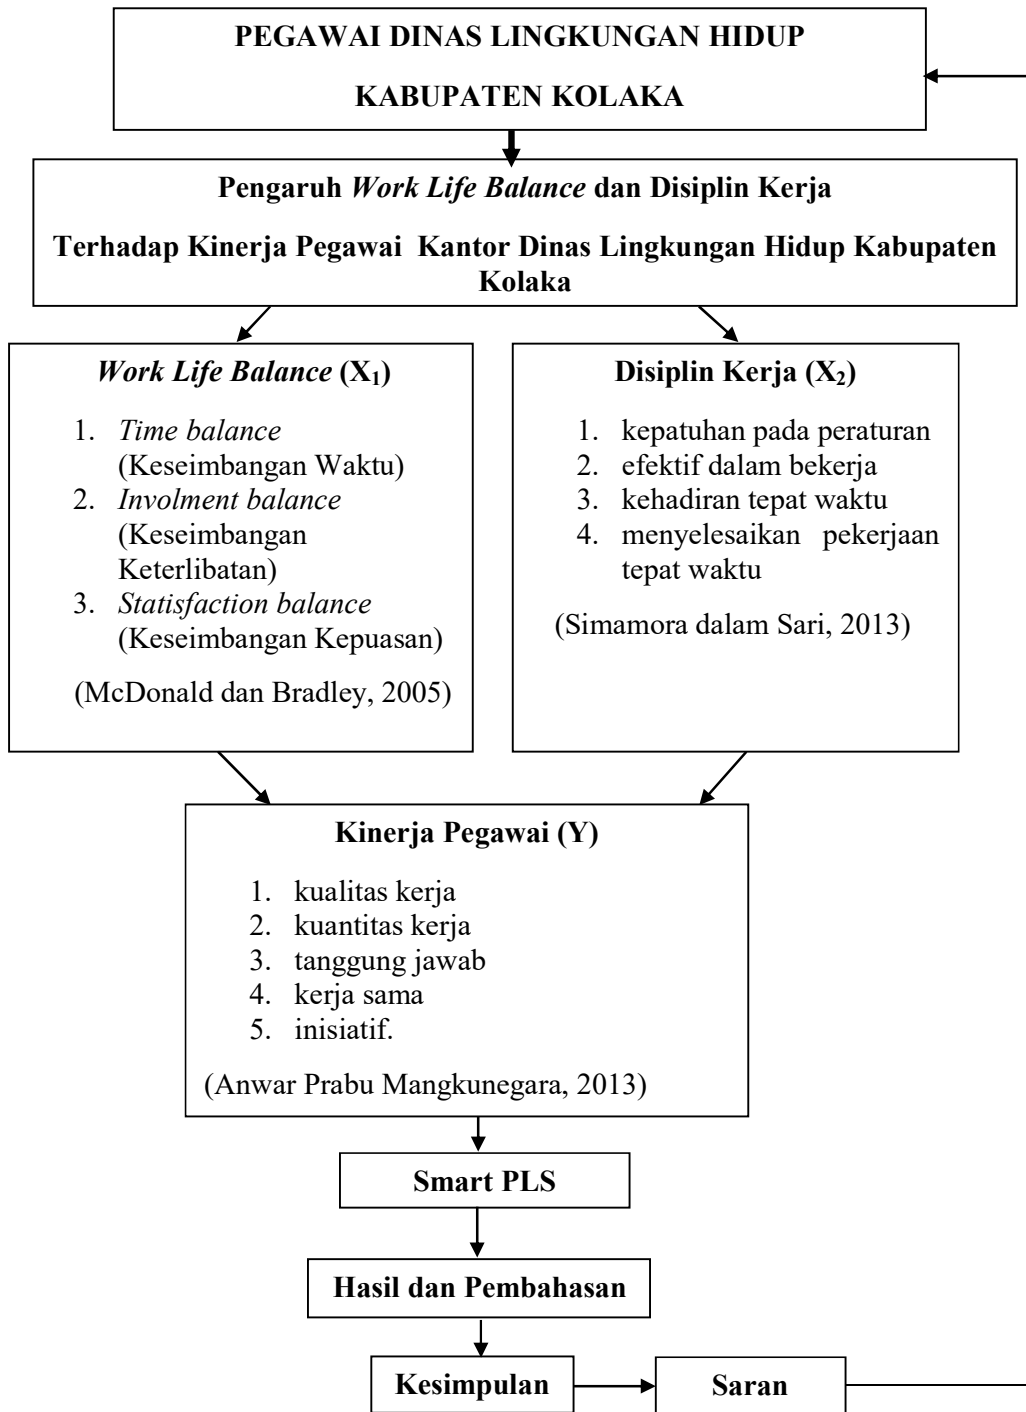 PEGAWAI DINAS LINGKUNGAN HIDUP
KABUPATEN KOLAKA
Pengaruh Work Life Balance dan Disiplin Kerja
Terhadap Kinerja Pegawai Kantor Dinas Lingkungan Hidup Kabupaten
Kolaka
Work Life Balance (X₁)
1. Time balance
(Keseimbangan Waktu)
2. Involment balance
(Keseimbangan
Keterlibatan)
3. Statisfaction balance
(Keseimbangan Kepuasan)
(McDonald dan Bradley, 2005)
Disiplin Kerja (X₂)
1. kepatuhan pada peraturan
2. efektif dalam bekerja
3. kehadiran tepat waktu
4. menyelesaikan pekerjaan
tepat waktu
(Simamora dalam Sari, 2013)
Kinerja Pegawai (Y)
1. kualitas kerja
2. kuantitas kerja
3. tanggung jawab
4. kerja sama
5. inisiatif.
(Anwar Prabu Mangkunegara, 2013)
Smart PLS
Hasil dan Pembahasan
Kesimpulan
Saran